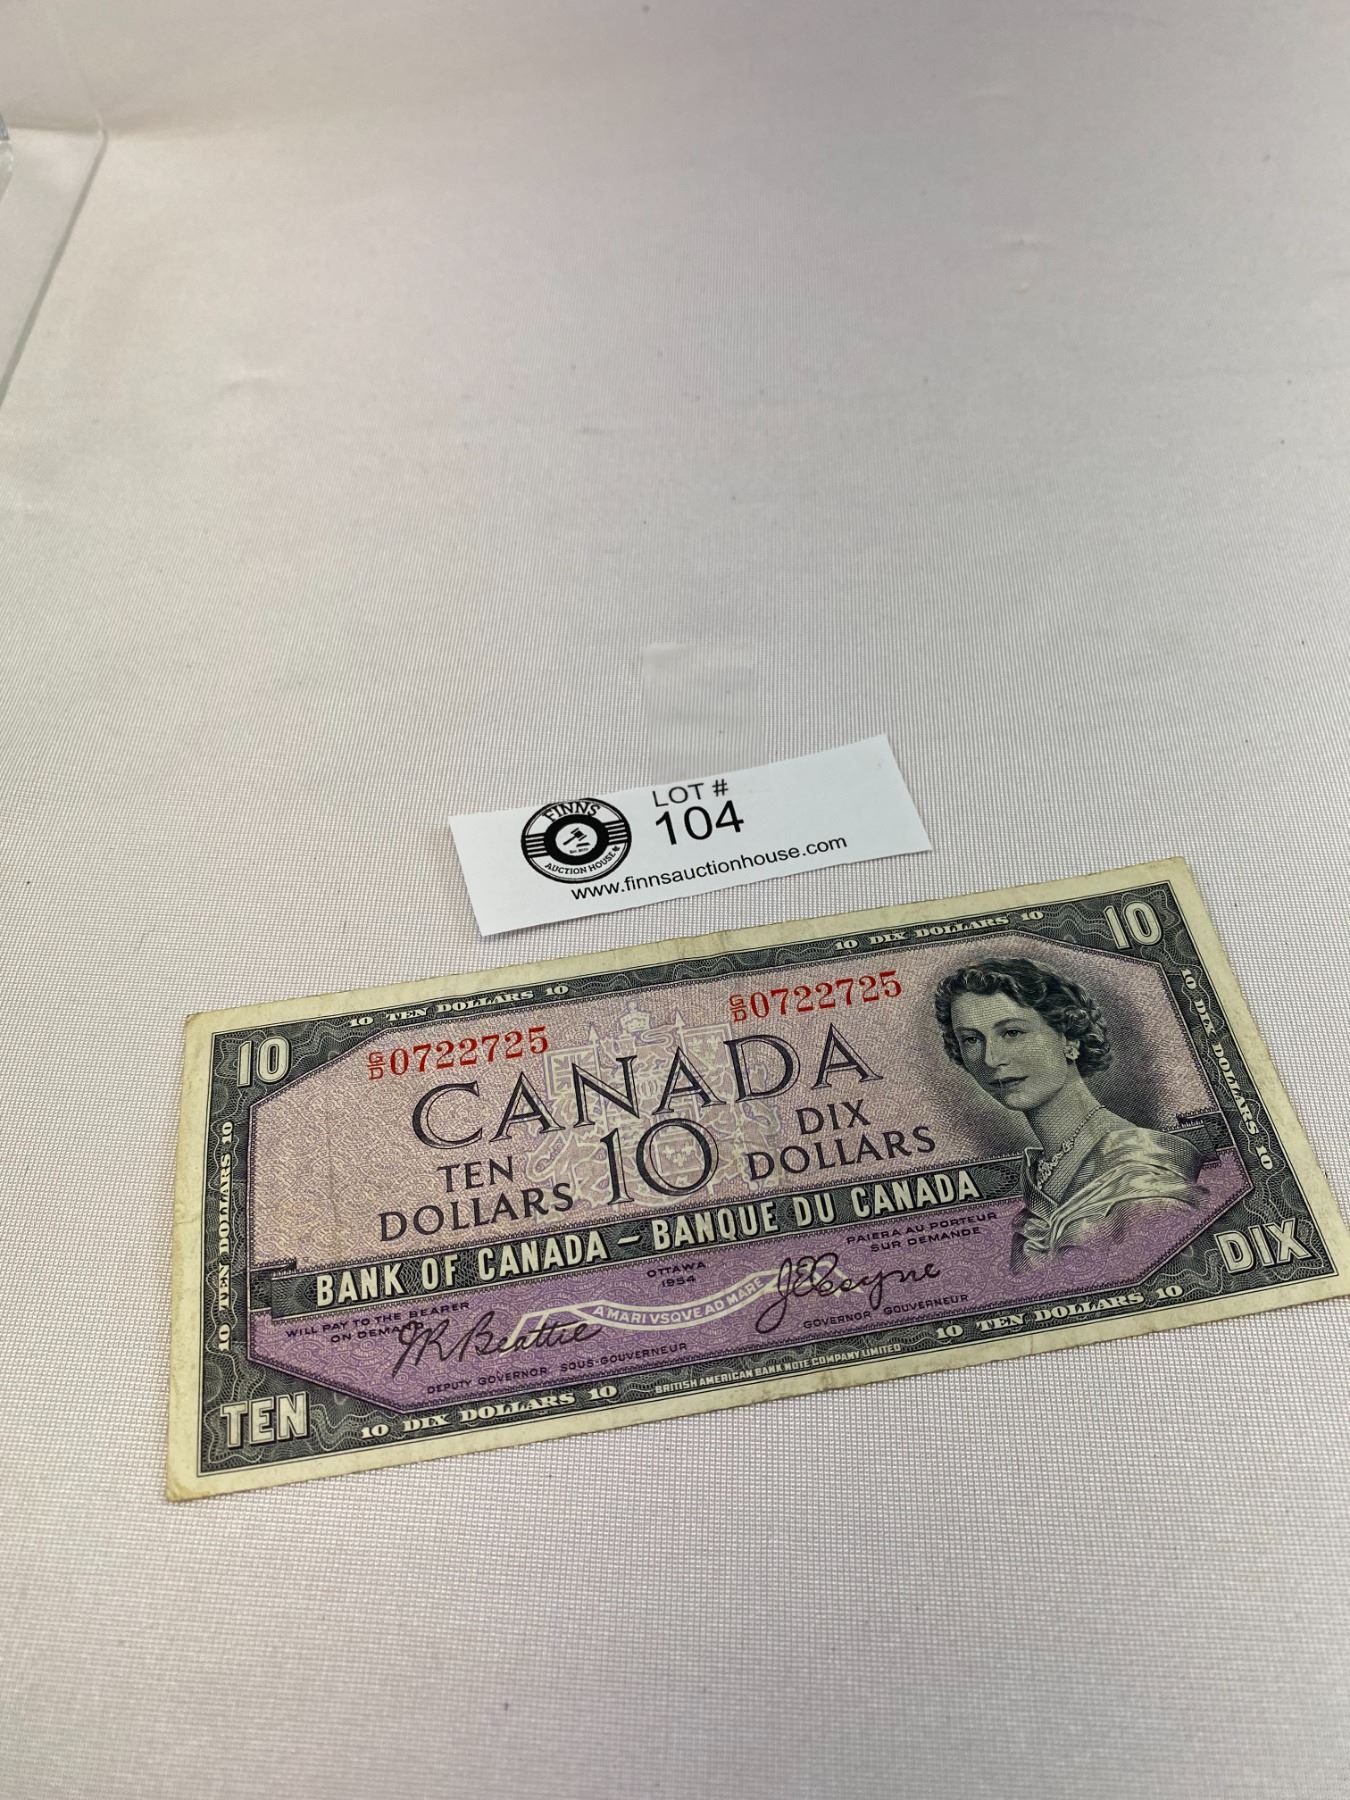 FINNS
AUCTION HOUSE
LOT #
104
www.finnsauctionhouse.com
10 TEN DOLLARS 10
10 DIX DOLLARS 10
10
10
G/D 0722725
G/D 0722725
CANADA
TEN DOLLARS
10
DIX DOLLARS
BANK OF CANADA – BANQUE DU CANADA
WILL PAY TO THE BEARER
ON DEMAND
OTTAWA
1954
PAIERA AU PORTEUR
SUR DEMANDE
A MARI VSQVE AD MARE
J R Beattie
DEPUTY GOVERNOR SOUS-GOUVERNEUR
J E Coyne
GOVERNOR GOUVERNEUR
10 TEN DOLLARS 10
10 DIX DOLLARS 10
TEN
DIX
10 DIX DOLLARS 10
BRITISH AMERICAN BANK NOTE COMPANY LIMITED
10 TEN DOLLARS 10